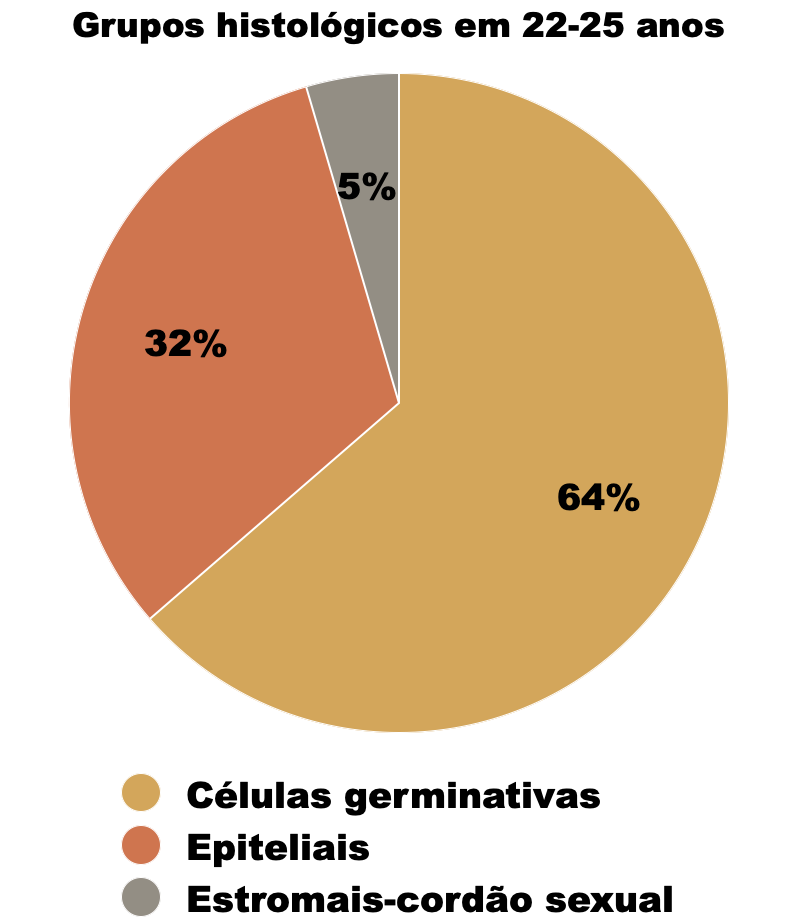 Grupos histológicos em 22-25 anos
5%
32%
64%
Células germinativas
Epiteliais
Estromais-cordão sexual